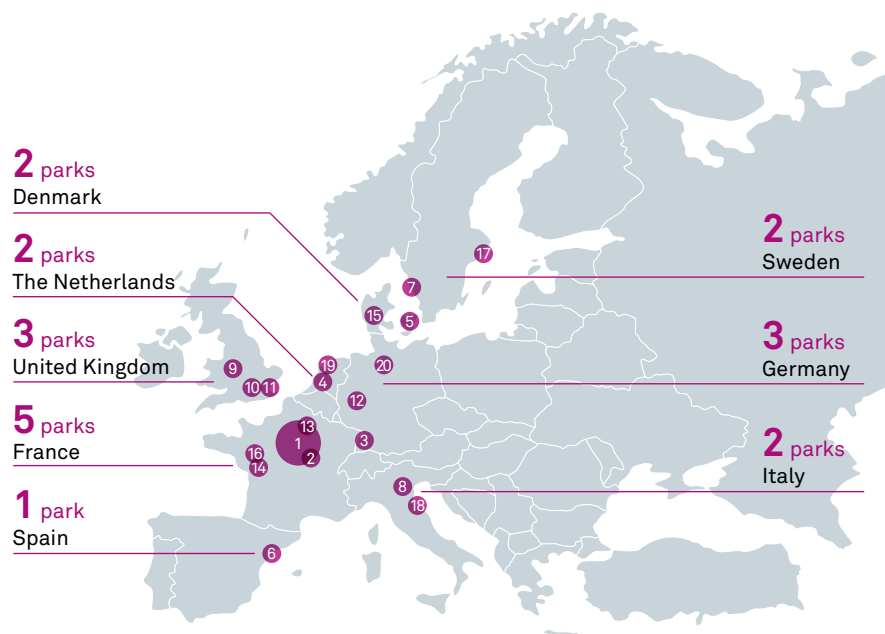 2 parks
Denmark
2 parks
The Netherlands
3 parks
United Kingdom
5 parks
France
1 park
Spain
2 parks
Sweden
3 parks
Germany
2 parks
Italy
17
7
15
5
9
19
20
4
10
11
12
13
1
3
16
2
14
8
18
6